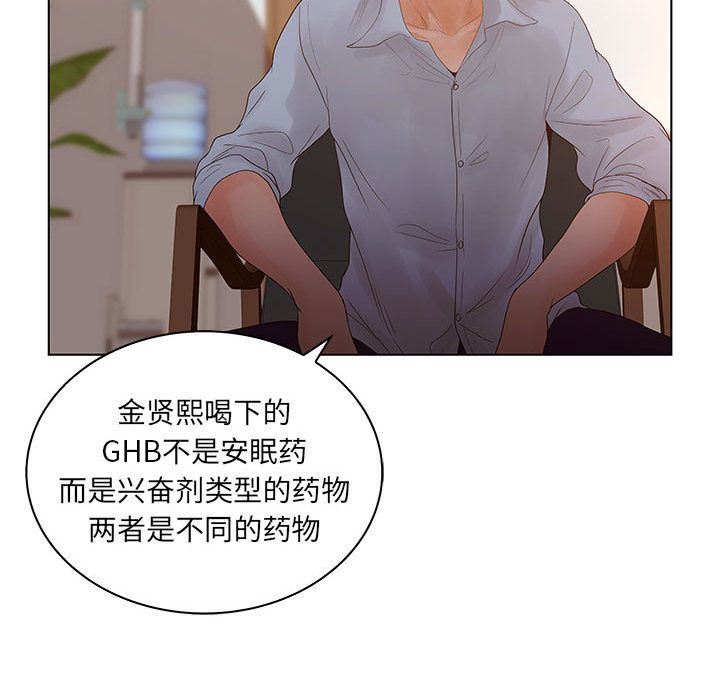 金贤熙喝下的
GHB不是安眠药
而是兴奋剂类型的药物
两者是不同的药物